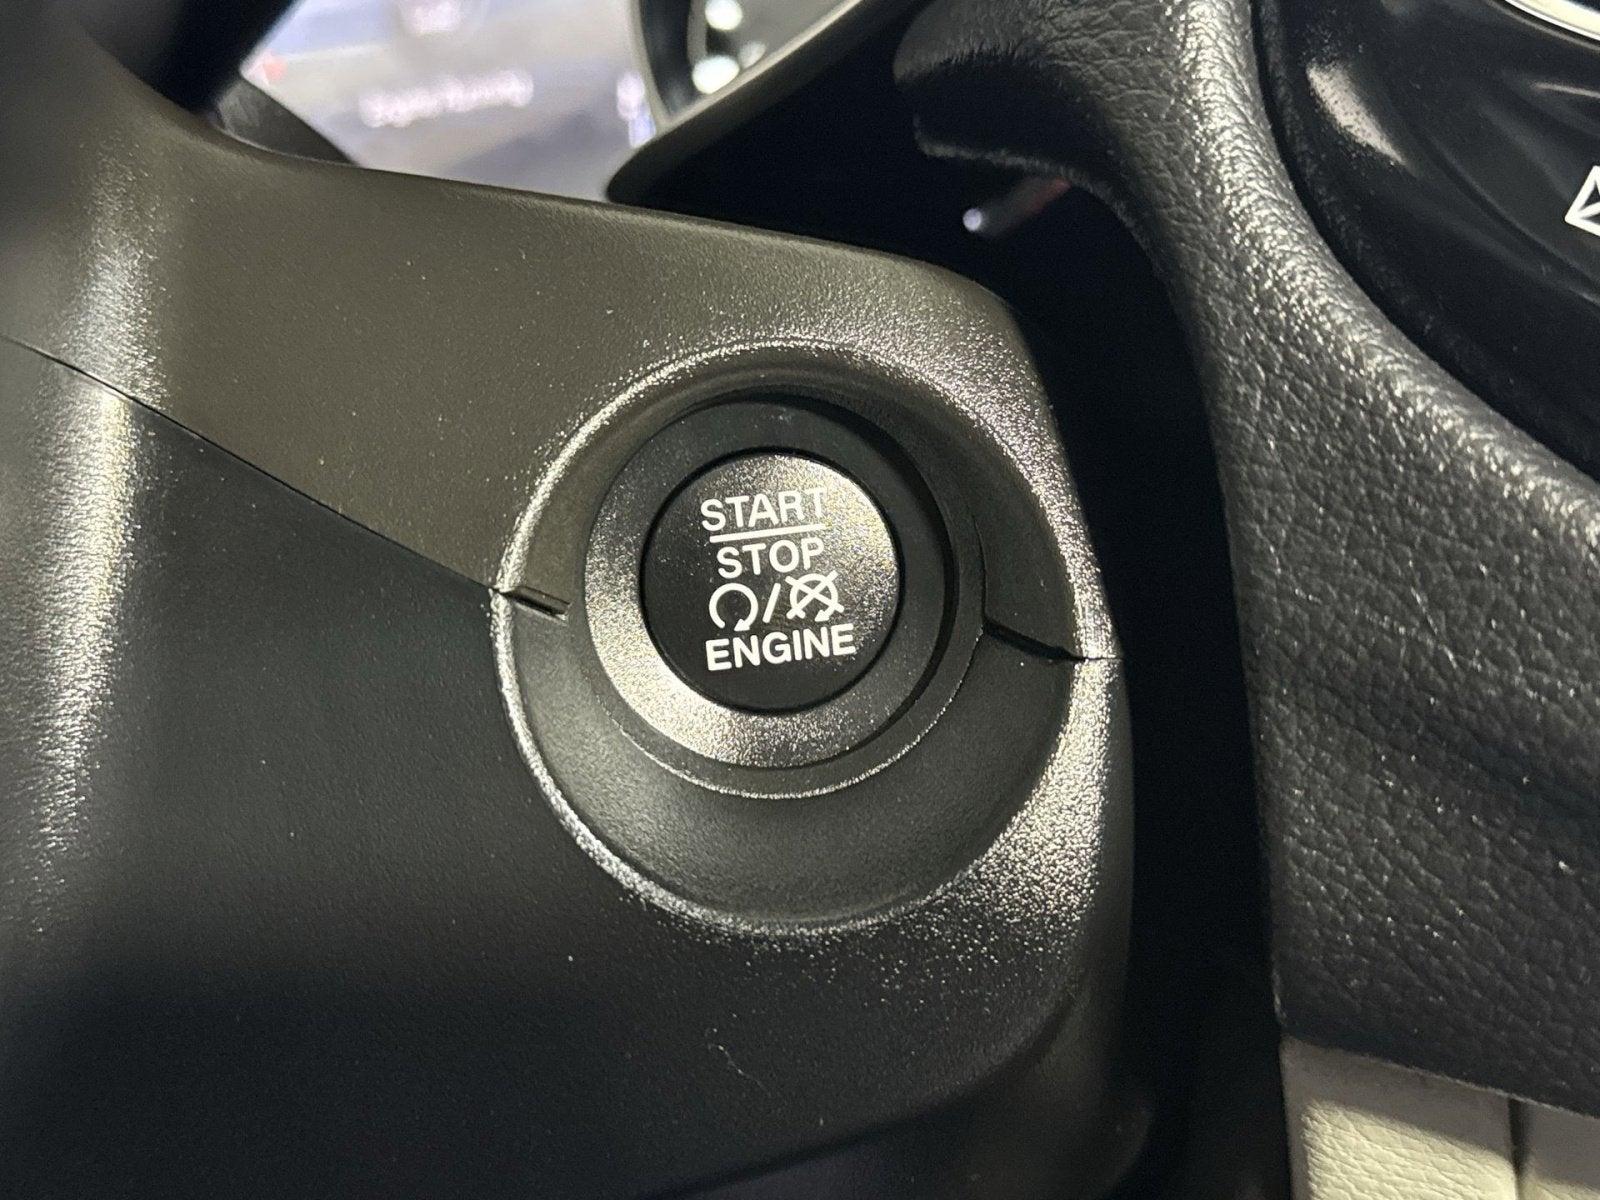 START
STOP
/
ENGINE